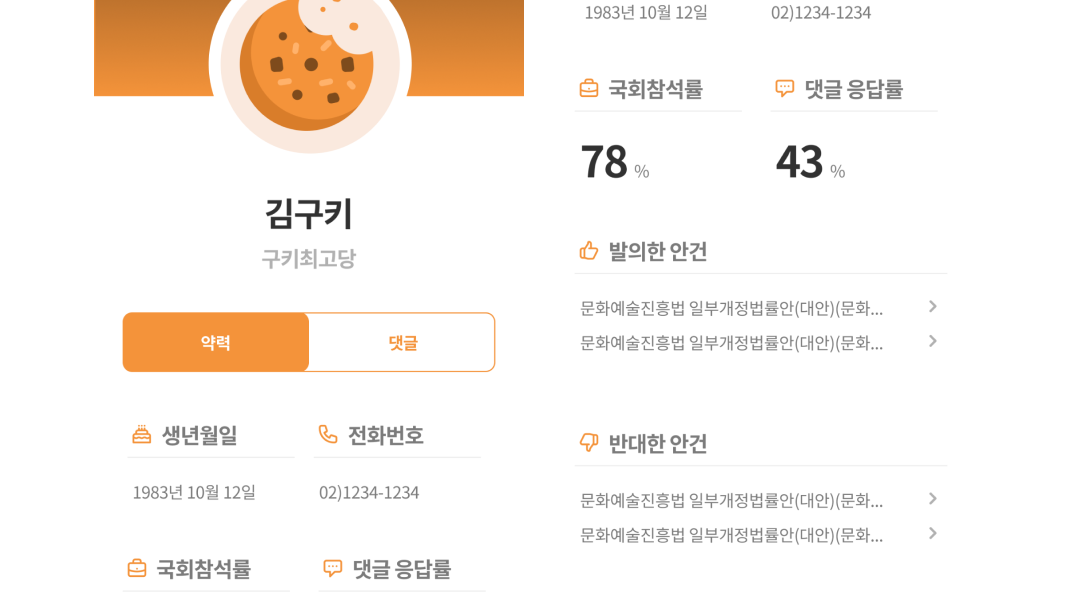 김구키
구키최고당
약력 댓글
생년월일 전화번호
1983년 10월 12일 02)1234-1234
국회참석률 댓글 응답률
1983년 10월 12일 02)1234-1234
국회참석률 댓글 응답률
78 % 43 %
발의한 안건
문화예술진흥법 일부개정법률안(대안)(문화...
문화예술진흥법 일부개정법률안(대안)(문화...
반대한 안건
문화예술진흥법 일부개정법률안(대안)(문화...
문화예술진흥법 일부개정법률안(대안)(문화...